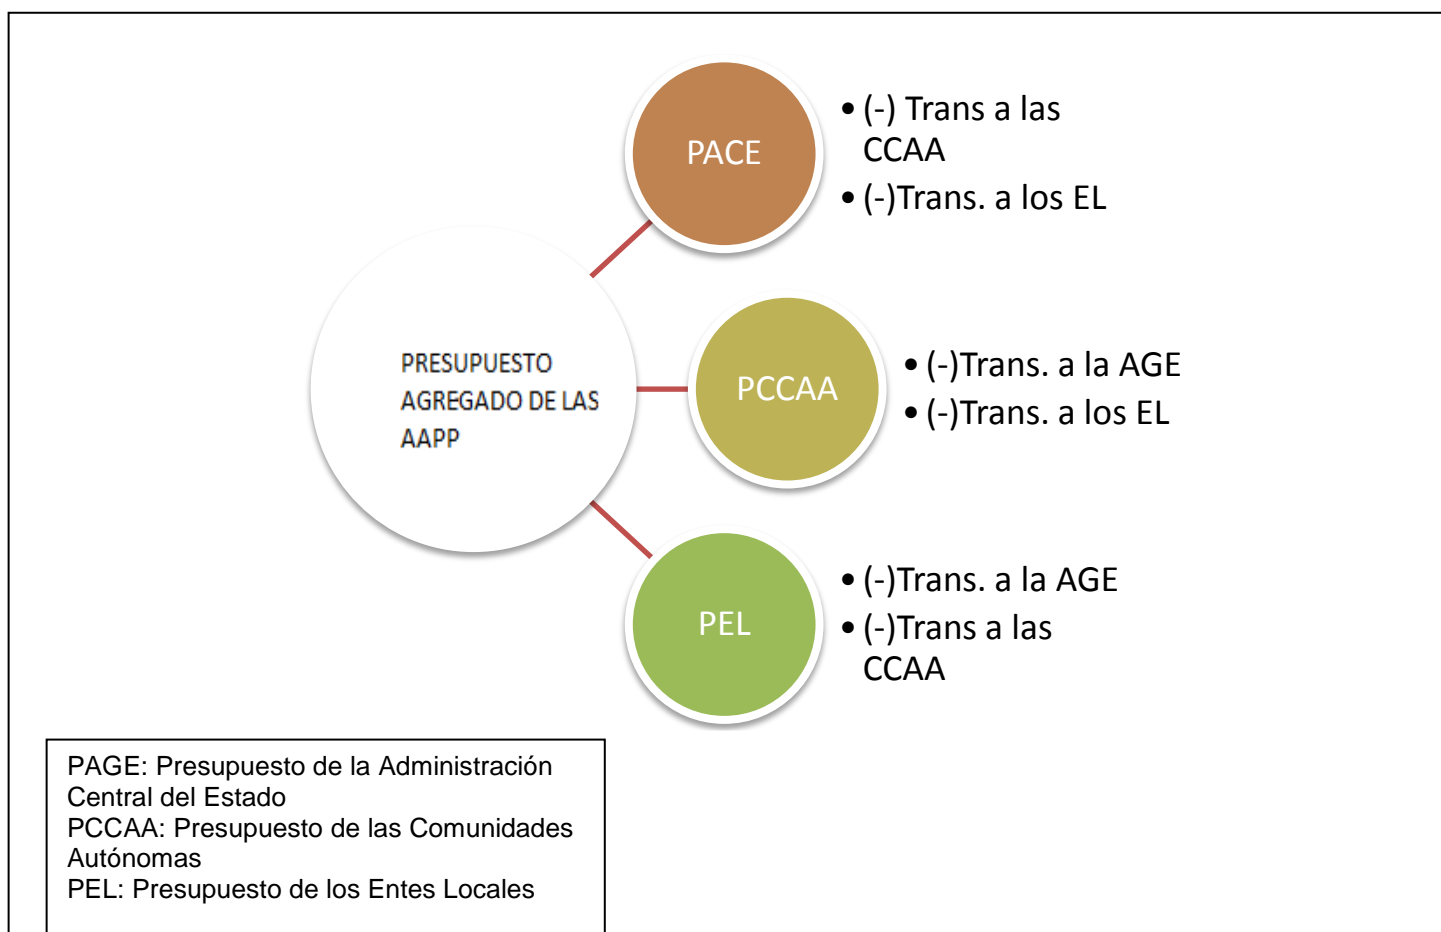 PACE
• (-) Trans a las
CCAA
• (-)Trans. a los EL
PRESUPUESTO
AGREGADO DE LAS
AAPP
PCCAA
• (-)Trans. a la AGE
• (-)Trans. a los EL
PEL
• (-)Trans. a la AGE
• (-)Trans a las
CCAA
PAGE: Presupuesto de la Administración
Central del Estado
PCCAA: Presupuesto de las Comunidades
Autónomas
PEL: Presupuesto de los Entes Locales